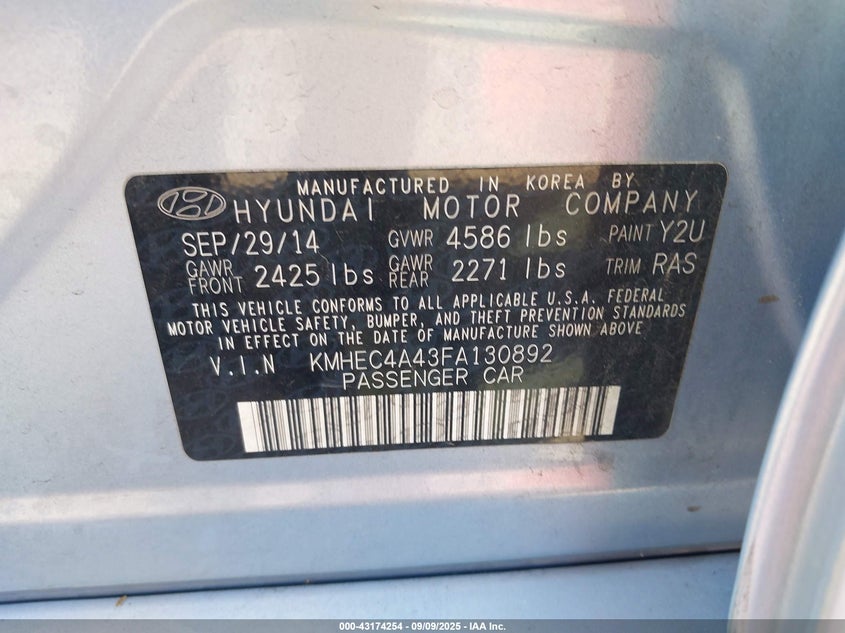 MANUFACTURED IN KOREA BY
HYUNDAI MOTOR COMPANY
SEP/29/14 GVWR 4586 lbs PAINT Y2U
GAWR FRONT 2425 lbs GAWR REAR 2271 lbs TRIM RAS
THIS VEHICLE CONFORMS TO ALL APPLICABLE U.S.A. FEDERAL
MOTOR VEHICLE SAFETY, BUMPER, AND THEFT PREVENTION STANDARDS
IN EFFECT ON THE DATE OF MANUFACTURE SHOWN ABOVE
V.I.N KMHEC4A43FA130892
PASSENGER CAR
000-43174254 - 09/09/2025 - IAA Inc.